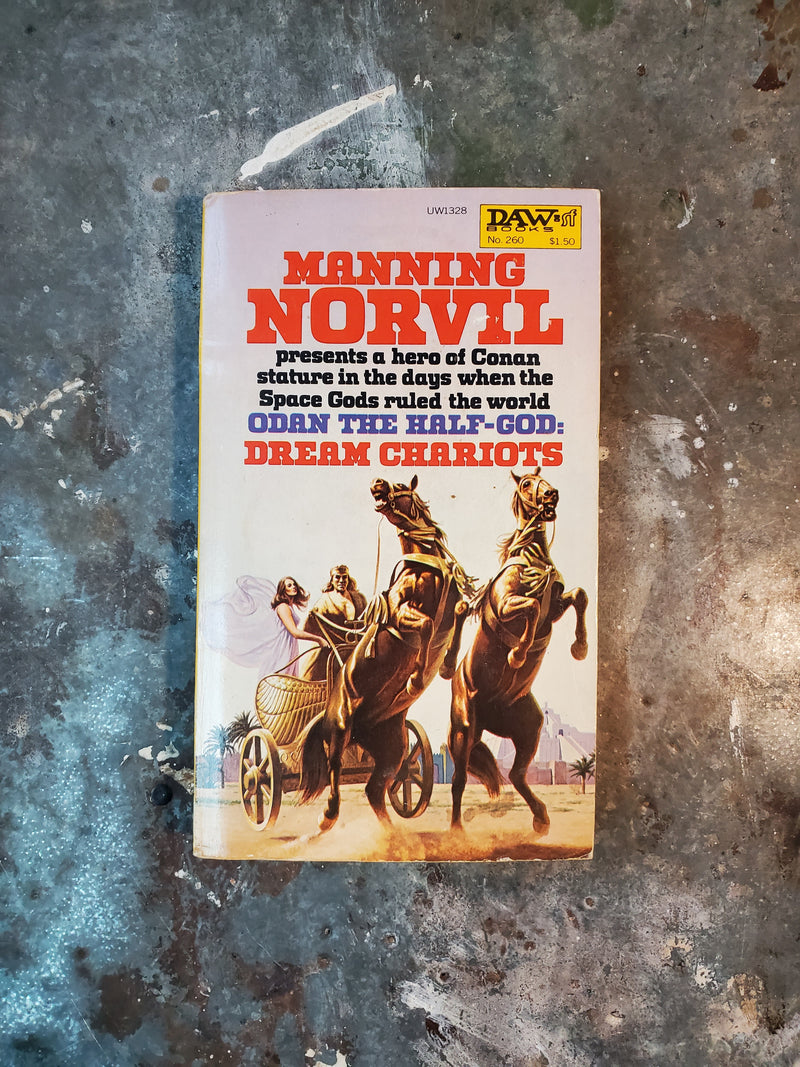 UW1328
DAW sf
BOOKS
No. 260 $1.50
MANNING
NORVIL
presents a hero of Conan
stature in the days when the
Space Gods ruled the world
ODAN THE HALF-GOD:
DREAM CHARIOTS